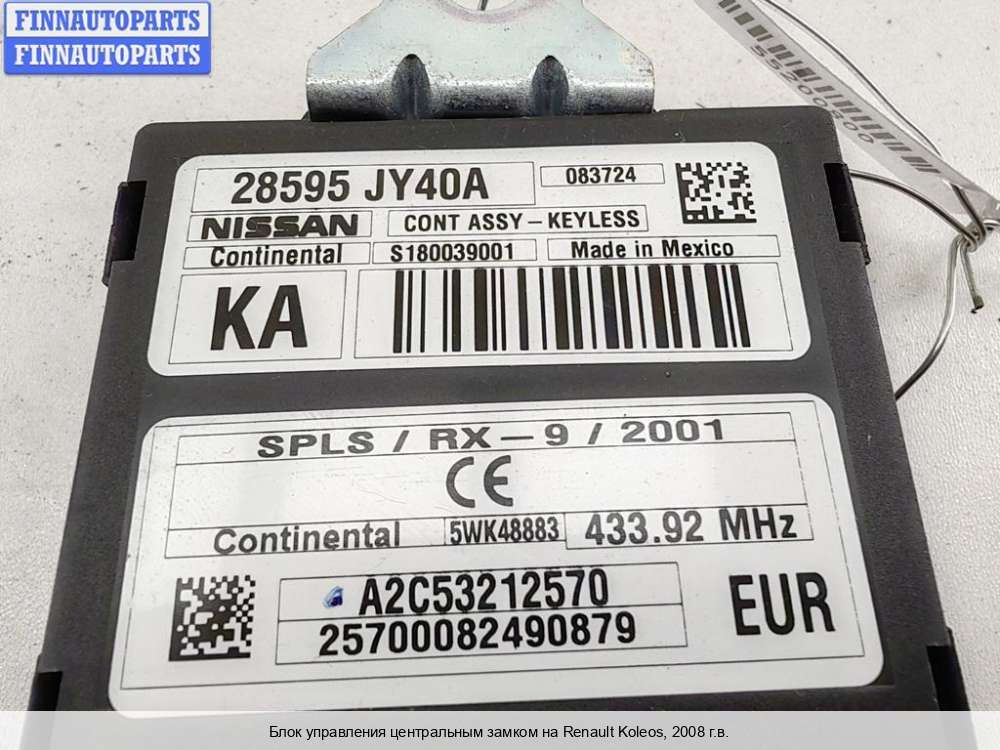 FINNAUTOPARTS
FINNAUTOPARTS
55200800
28595 JY40A
083724
NISSAN
CONT ASSY – KEYLESS
Continental
S180039001
Made in Mexico
KA
SPLS / RX – 9 / 2001
CE
Continental
5WK48883
433.92 MHz
A2C53212570
25700082490879
EUR
Блок управления центральным замком на Renault Koleos, 2008 г.в.